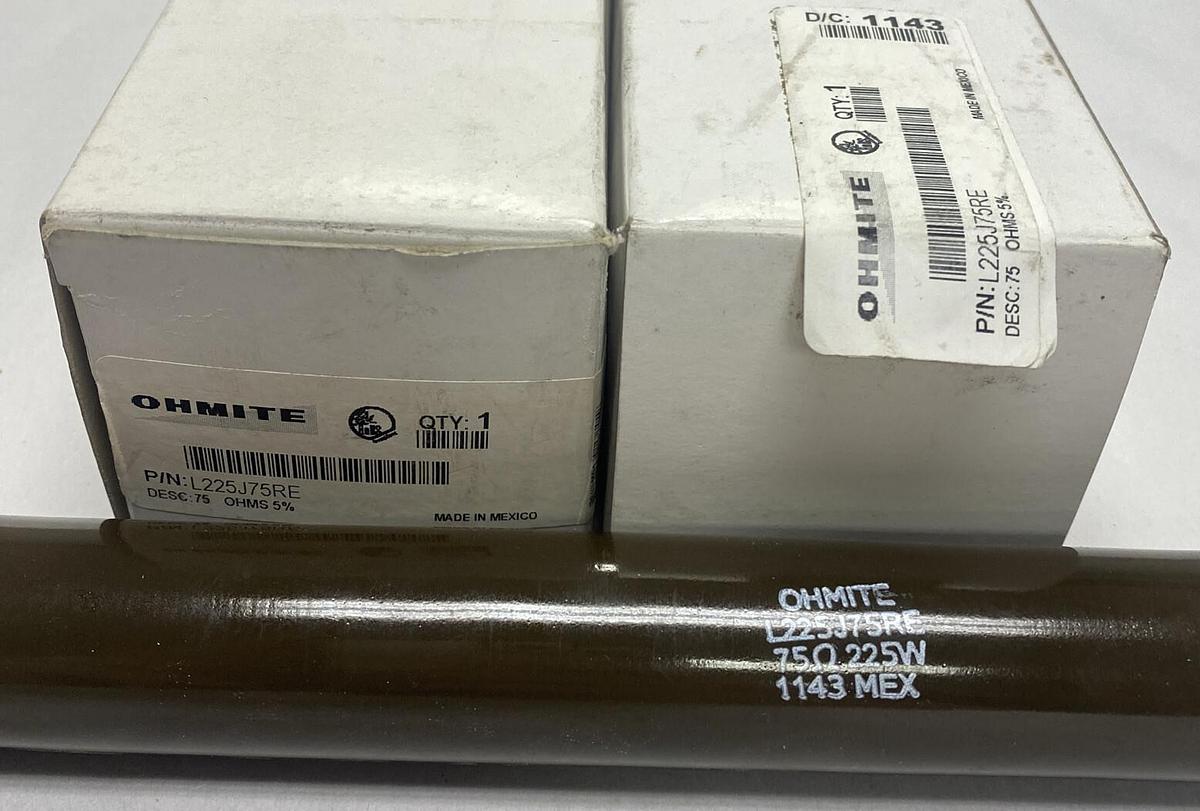 OHMITE
QTY: 1
P/N: L225J75RE
DESC: 75 OHMS 5%
MADE IN MEXICO
D/C: 1143
OHMITE QTY: 1
P/N: L225J75RE
DESC: 75 OHMS 5%
MADE IN MEXICO
OHMITE
L225J75RE
75Ω 225W
1143 MEX